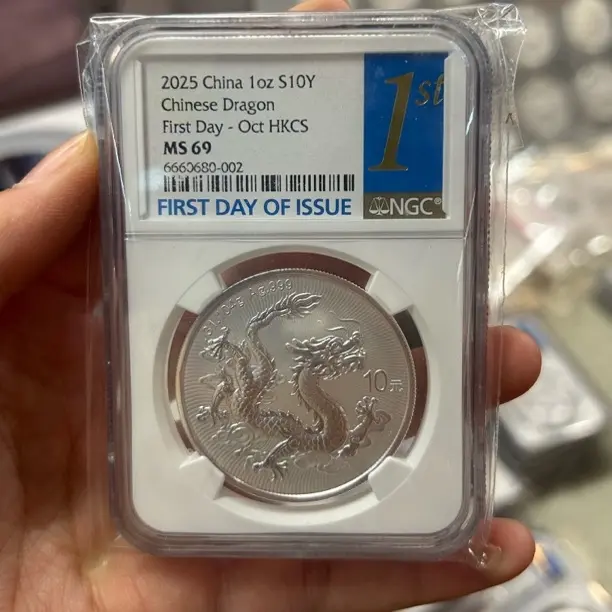 2025 China 1oz S10Y
Chinese Dragon
First Day - Oct HKCS
MS 69
6660680-002
FIRST DAY OF ISSUE
1st
NGC®
10元